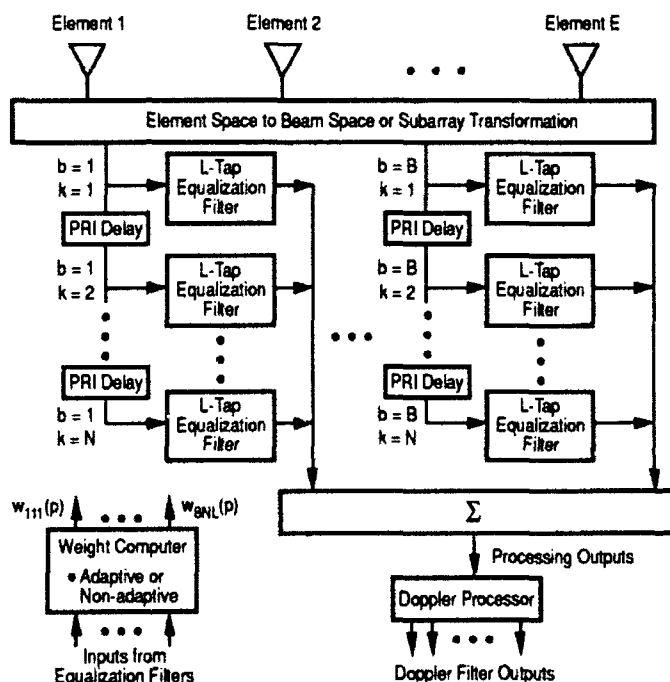 Element 1
Element 2
Element E
Element Space to Beam Space or Subarray Transformation
b = 1
k = 1
L-Tap
Equalization
Filter
b = B
k = 1
L-Tap
Equalization
Filter
PRI Delay
PRI Delay
b = 1
k = 2
L-Tap
Equalization
Filter
b = B
k = 2
L-Tap
Equalization
Filter
PRI Delay
PRI Delay
b = 1
k = N
L-Tap
Equalization
Filter
b = B
k = N
L-Tap
Equalization
Filter
w111(p)
wBNL(p)
Σ
Weight Computer
• Adaptive or
Non-adaptive
Processing Outputs
Doppler Processor
Inputs from
Equalization Filters
Doppler Filter Outputs